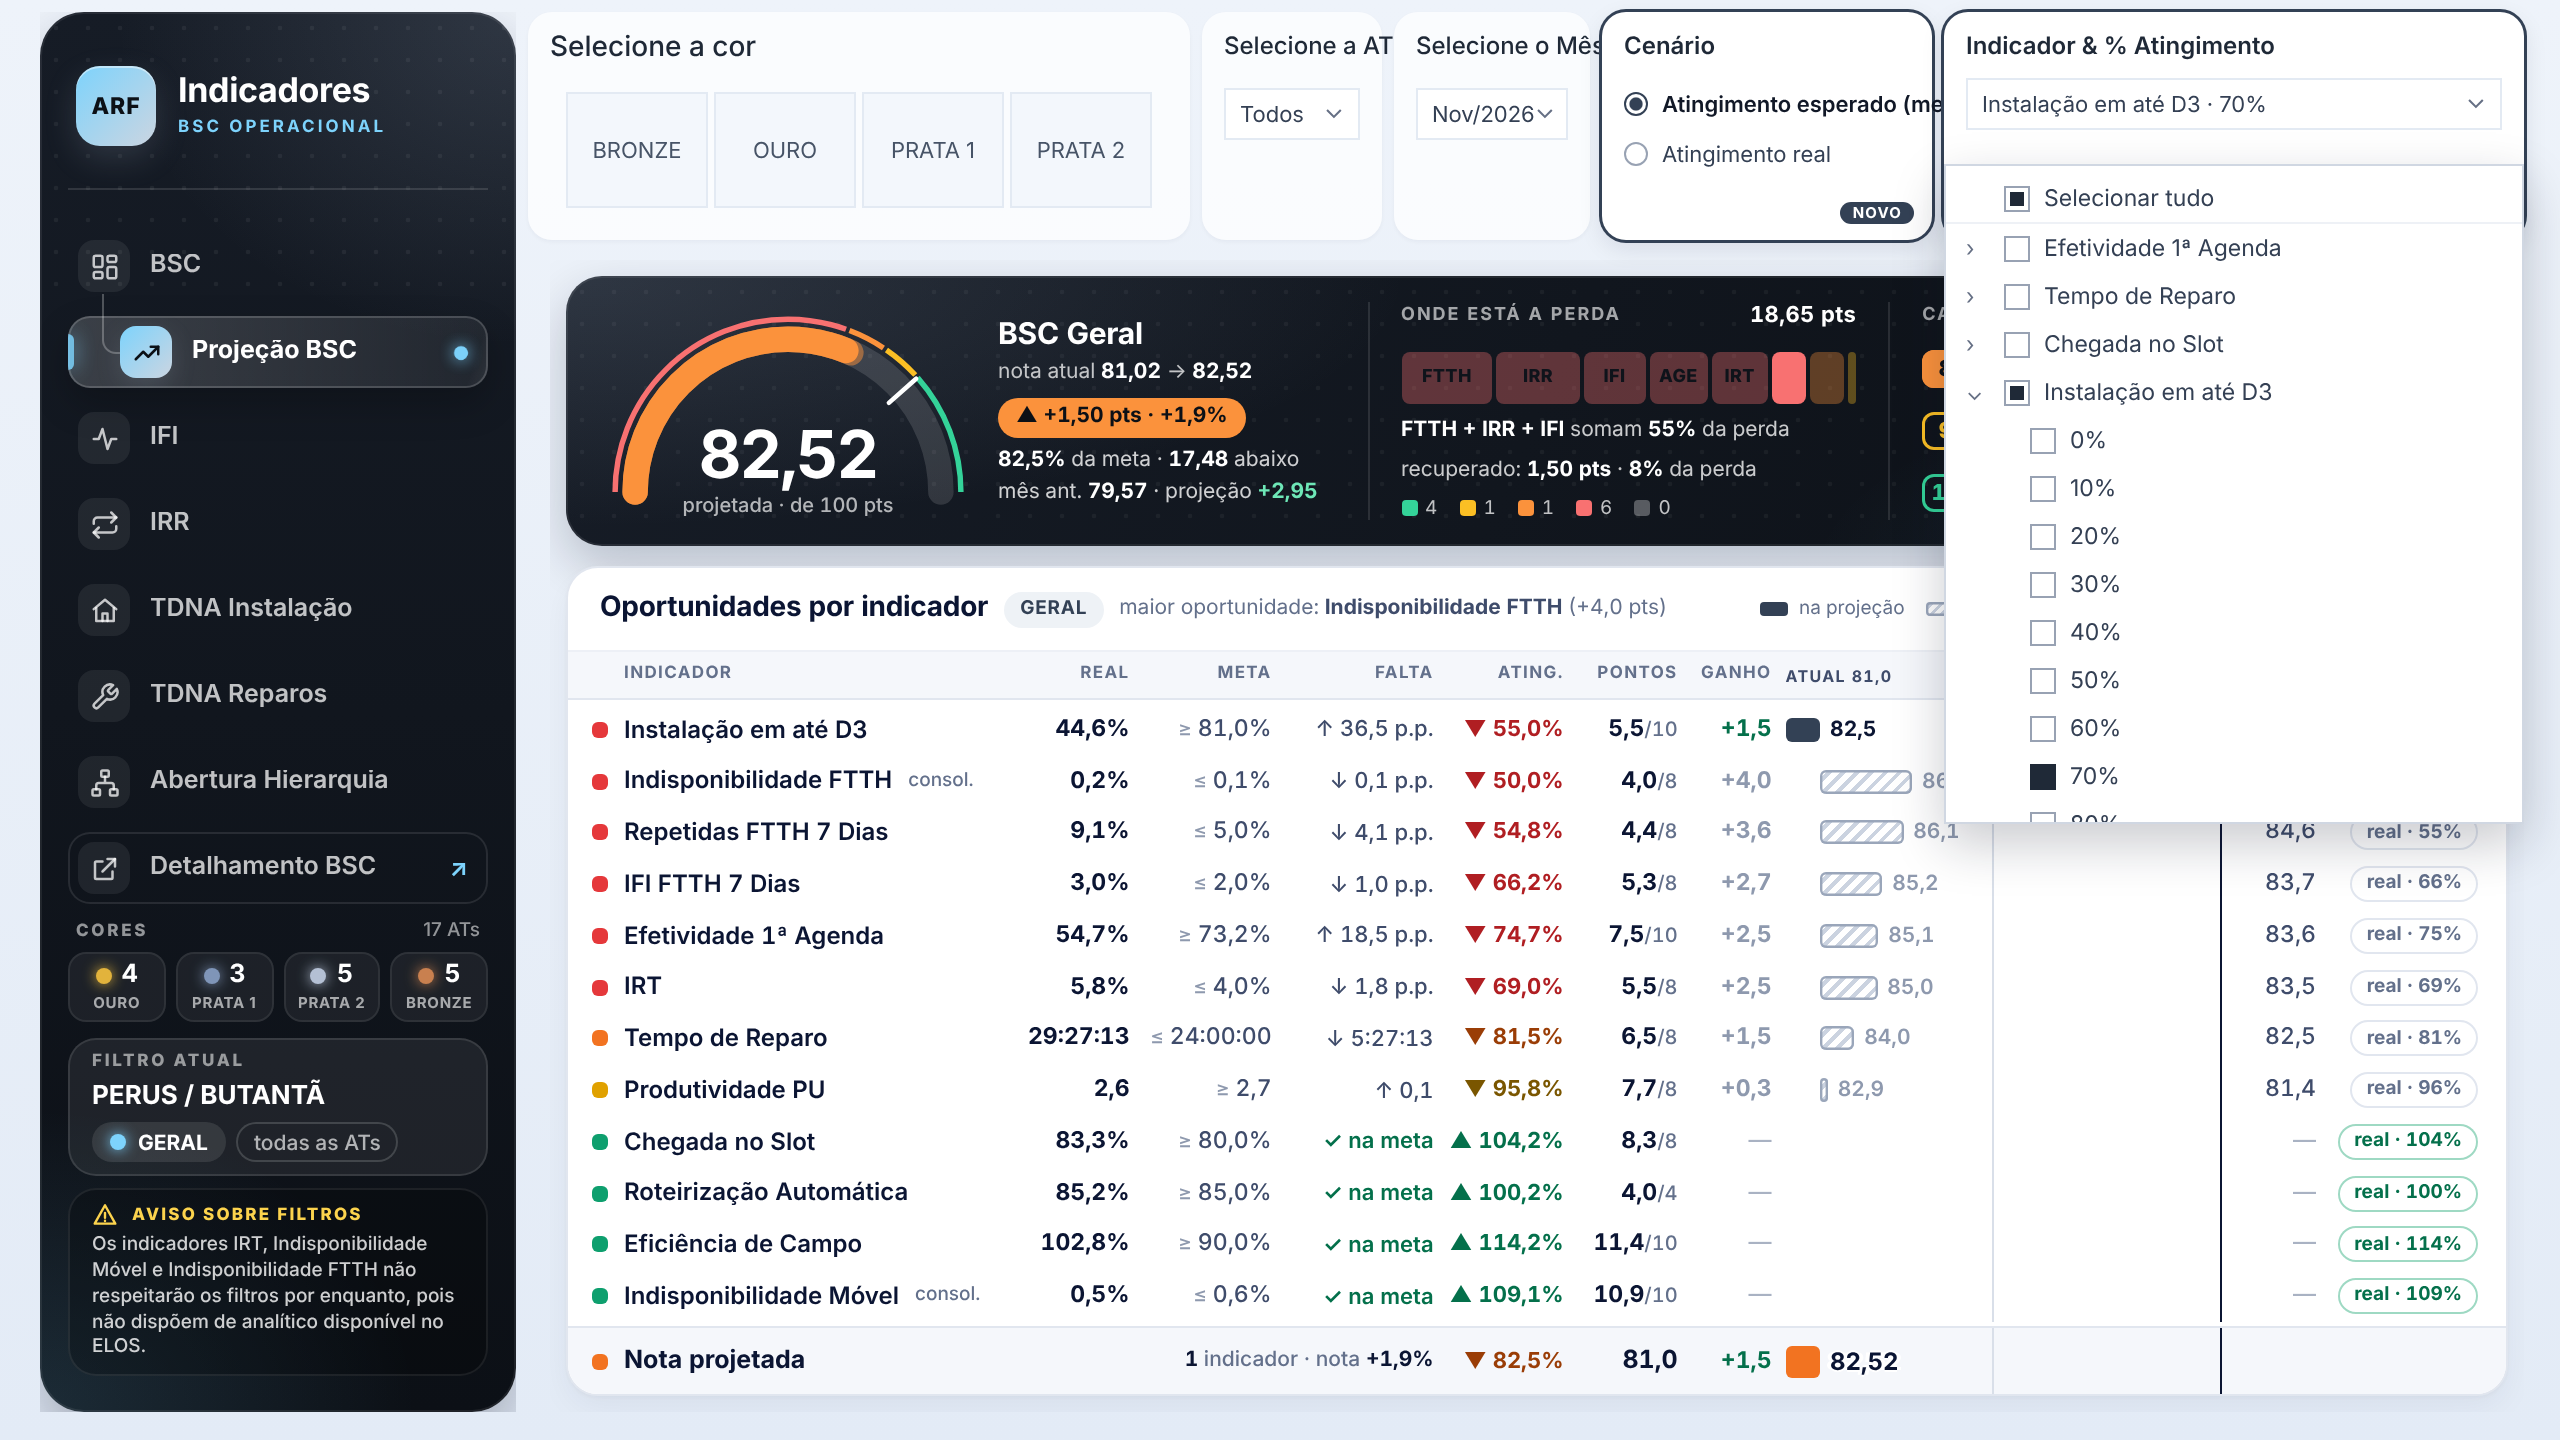 ARF
Indicadores
BSC OPERACIONAL
BSC
Projeção BSC
IFI
IRR
TDNA Instalação
TDNA Reparos
Abertura Hierarquia
Detalhamento BSC
CORES 17 ATs
4 3 5 5
OURO PRATA 1 PRATA 2 BRONZE
FILTRO ATUAL
PERUS / BUTANTÃ
GERAL todas as ATs
AVISO SOBRE FILTROS
Os indicadores IRT, Indisponibilidade
Móvel e Indisponibilidade FTTH não
respeitarão os filtros por enquanto, pois
não dispõem de analítico disponível no
ELOS.
Selecione a cor
BRONZE OURO PRATA 1 PRATA 2
Selecione a AT
Todos
Selecione o Mês
Nov/2026
Cenário
Atingimento esperado (me
Atingimento real
NOVO
Indicador & % Atingimento
Instalação em até D3 · 70%
Selecionar tudo
Efetividade 1ª Agenda
Tempo de Reparo
Chegada no Slot
Instalação em até D3
0%
10%
20%
30%
40%
50%
60%
70%
80%
82,52
projetada · de 100 pts
BSC Geral
nota atual 81,02 → 82,52
▲ +1,50 pts · +1,9%
82,5% da meta · 17,48 abaixo
mês ant. 79,57 · projeção +2,95
ONDE ESTÁ A PERDA 18,65 pts
FTTH IRR IFI AGE IRT
FTTH + IRR + IFI somam 55% da perda
recuperado: 1,50 pts · 8% da perda
4 1 1 6 0
Oportunidades por indicador GERAL maior oportunidade: Indisponibilidade FTTH (+4,0 pts) na projeção
INDICADOR REAL META FALTA ATING. PONTOS GANHO ATUAL 81,0
Instalação em até D3 44,6% ≥ 81,0% ↑ 36,5 p.p. ▼ 55,0% 5,5/10 +1,5 82,5
Indisponibilidade FTTH consol. 0,2% ≤ 0,1% ↓ 0,1 p.p. ▼ 50,0% 4,0/8 +4,0 86
Repetidas FTTH 7 Dias 9,1% ≤ 5,0% ↓ 4,1 p.p. ▼ 54,8% 4,4/8 +3,6 86,1 84,6 real · 55%
IFI FTTH 7 Dias 3,0% ≤ 2,0% ↓ 1,0 p.p. ▼ 66,2% 5,3/8 +2,7 85,2 83,7 real · 66%
Efetividade 1ª Agenda 54,7% ≥ 73,2% ↑ 18,5 p.p. ▼ 74,7% 7,5/10 +2,5 85,1 83,6 real · 75%
IRT 5,8% ≤ 4,0% ↓ 1,8 p.p. ▼ 69,0% 5,5/8 +2,5 85,0 83,5 real · 69%
Tempo de Reparo 29:27:13 ≤ 24:00:00 ↓ 5:27:13 ▼ 81,5% 6,5/8 +1,5 84,0 82,5 real · 81%
Produtividade PU 2,6 ≥ 2,7 ↑ 0,1 ▼ 95,8% 7,7/8 +0,3 82,9 81,4 real · 96%
Chegada no Slot 83,3% ≥ 80,0% ✓ na meta ▲ 104,2% 8,3/8 — — real · 104%
Roteirização Automática 85,2% ≥ 85,0% ✓ na meta ▲ 100,2% 4,0/4 — — real · 100%
Eficiência de Campo 102,8% ≥ 90,0% ✓ na meta ▲ 114,2% 11,4/10 — — real · 114%
Indisponibilidade Móvel consol. 0,5% ≤ 0,6% ✓ na meta ▲ 109,1% 10,9/10 — — real · 109%
Nota projetada 1 indicador · nota +1,9% ▼ 82,5% 81,0 +1,5 82,52